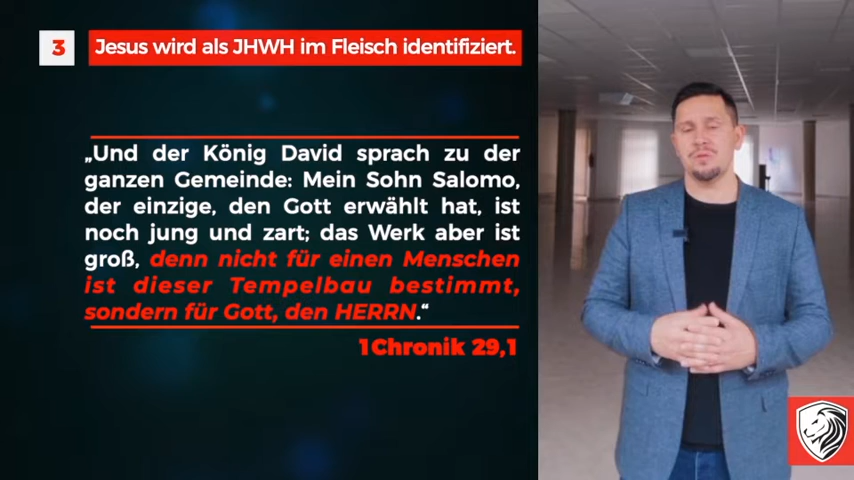 3
Jesus wird als JHWH im Fleisch identifiziert.
„Und der König David sprach zu der
ganzen Gemeinde: Mein Sohn Salomo,
der einzige, den Gott erwählt hat, ist
noch jung und zart; das Werk aber ist
groß, denn nicht für einen Menschen
ist dieser Tempelbau bestimmt,
sondern für Gott, den HERRN.“
1Chronik 29,1